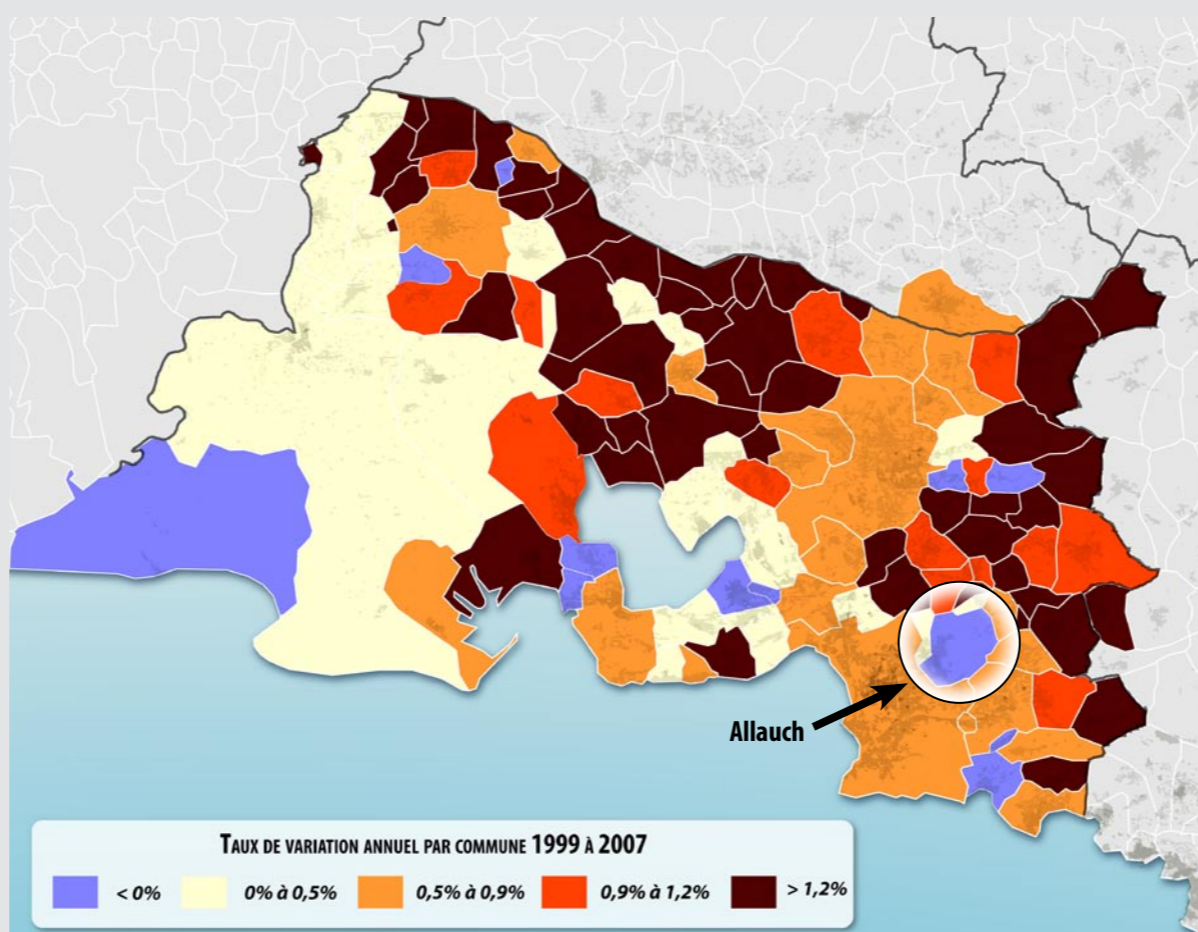 Allauch
TAUX DE VARIATION ANNUEL PAR COMMUNE 1999 À 2007
< 0% 0% à 0,5% 0,5% à 0,9% 0,9% à 1,2% > 1,2%